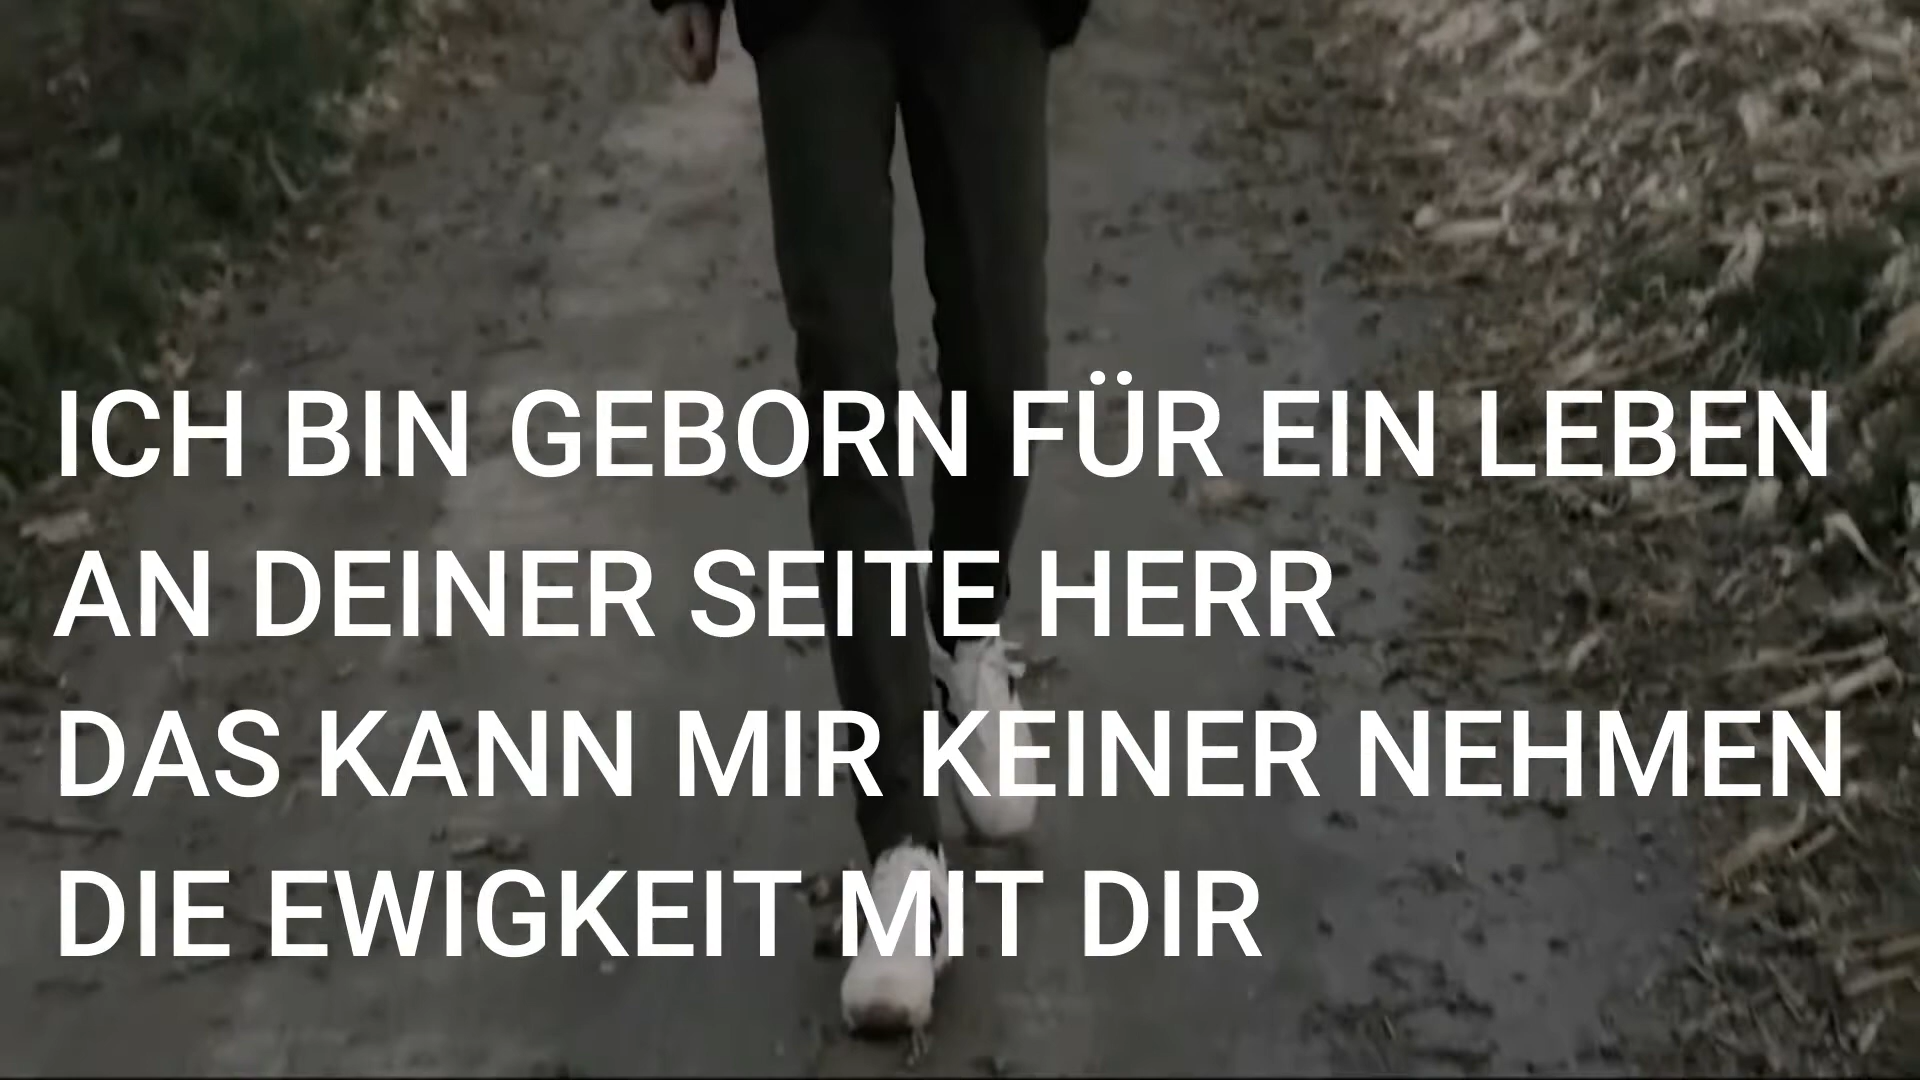 ICH BIN GEBORN FÜR EIN LEBEN
AN DEINER SEITE HERR
DAS KANN MIR KEINER NEHMEN
DIE EWIGKEIT MIT DIR